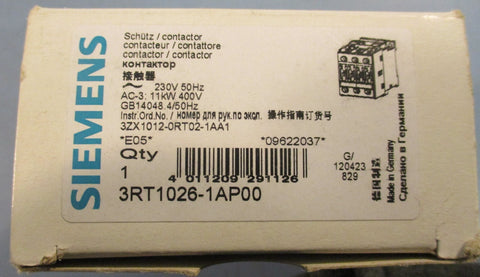 SIEMENS
Schütz / contactor
contacteur / contattore
contactor / contactor
контактор
接触器
~ 230V 50Hz
AC-3: 11kW 400V
GB14048.4/50Hz
Instr.Ord.No./ номер для рук.по экспл. 操作指南订货号
3ZX1012-0RT02-1AA1
*E05* *09622037*
Qty
1
4 011209 291126
3RT1026-1AP00
G/
120423
829
德国制造
Made in Germany
Сделано в Германии